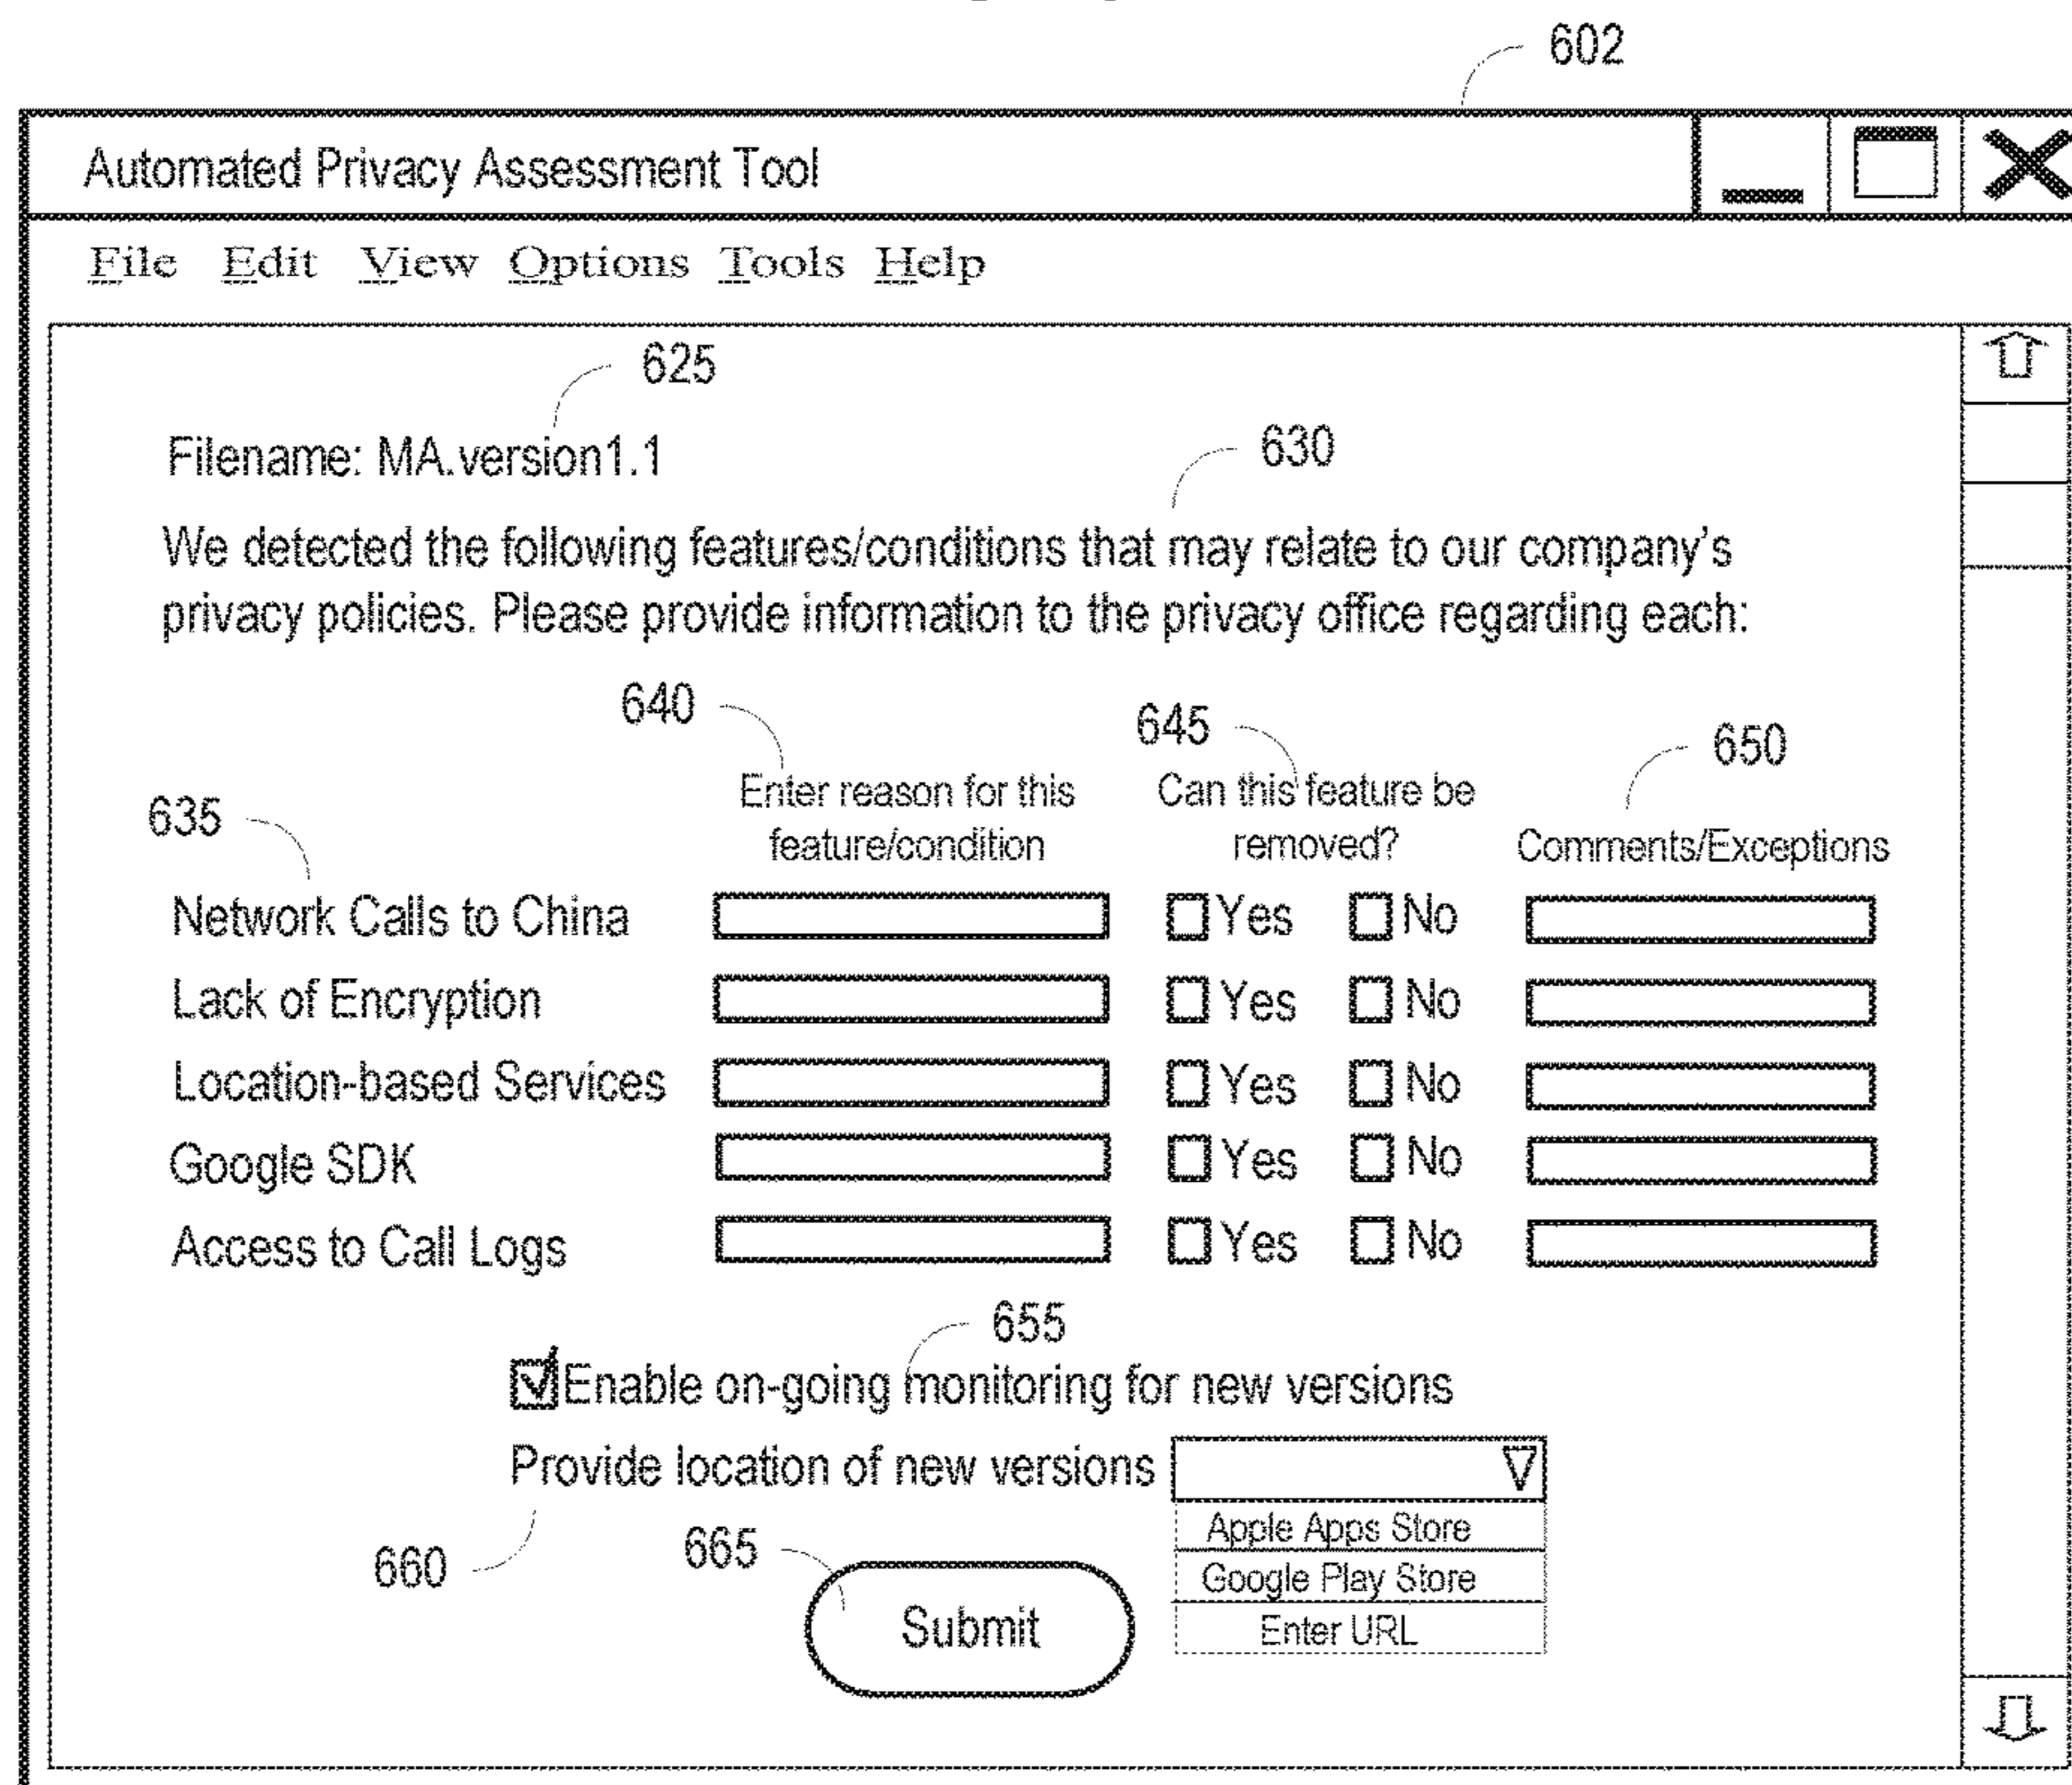 602
Automated Privacy Assessment Tool
File Edit View Options Tools Help
625
Filename: MA.version1.1
630
We detected the following features/conditions that may relate to our company's
privacy policies. Please provide information to the privacy office regarding each:
640
645
650
635
Enter reason for this
feature/condition
Can this feature be
removed?
Comments/Exceptions
Network Calls to China Yes No
Lack of Encryption Yes No
Location-based Services Yes No
Google SDK Yes No
Access to Call Logs Yes No
655
Enable on-going monitoring for new versions
Provide location of new versions
Apple Apps Store
Google Play Store
Enter URL
660
665
Submit